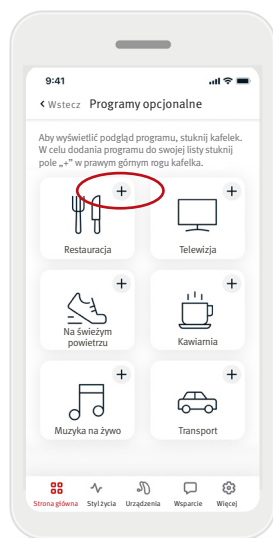 9:41
Wstecz Programy opcjonalne
Aby wyświetlić podgląd programu, stuknij kafelek.
W celu dodania programu do swojej listy stuknij
pole „+” w prawym górnym rogu kafelka.
+ +
Restauracja Telewizja
+ +
Na świeżym
powietrzu Kawiarnia
+ +
Muzyka na żywo Transport
Strona główna Styl życia Urządzenia Wsparcie Więcej